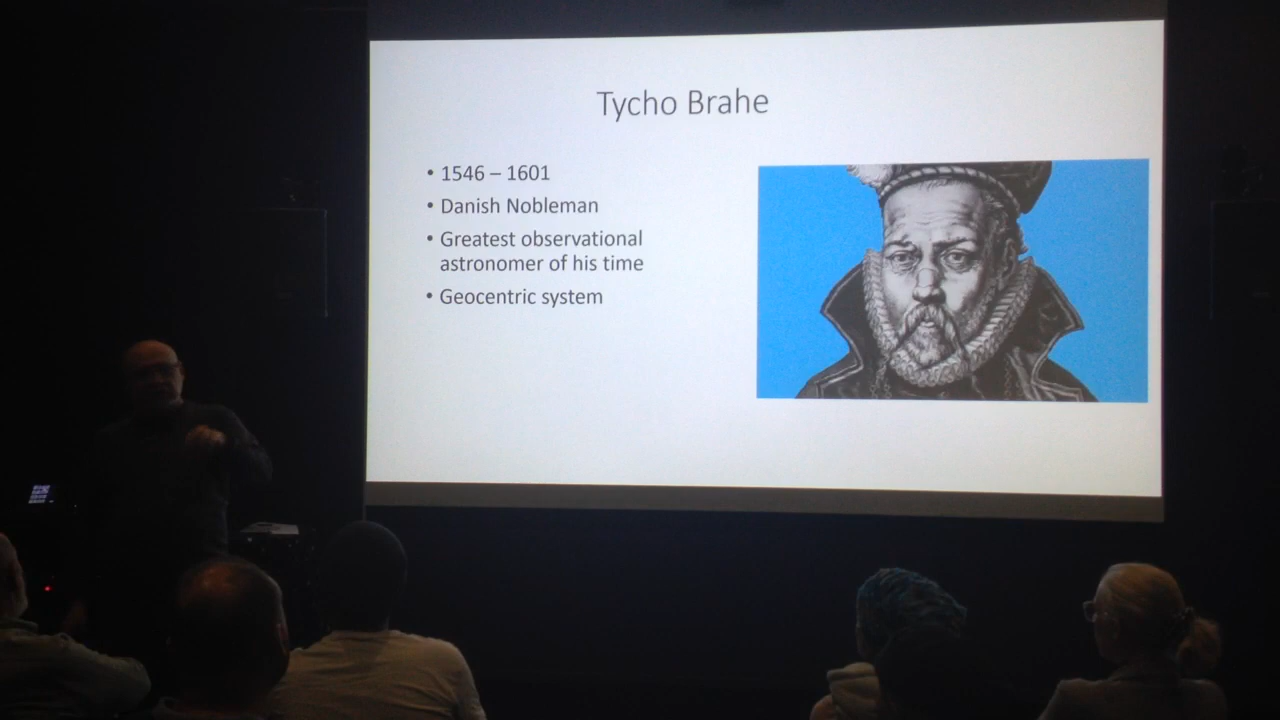 Tycho Brahe
• 1546 – 1601
• Danish Nobleman
• Greatest observational
astronomer of his time
• Geocentric system